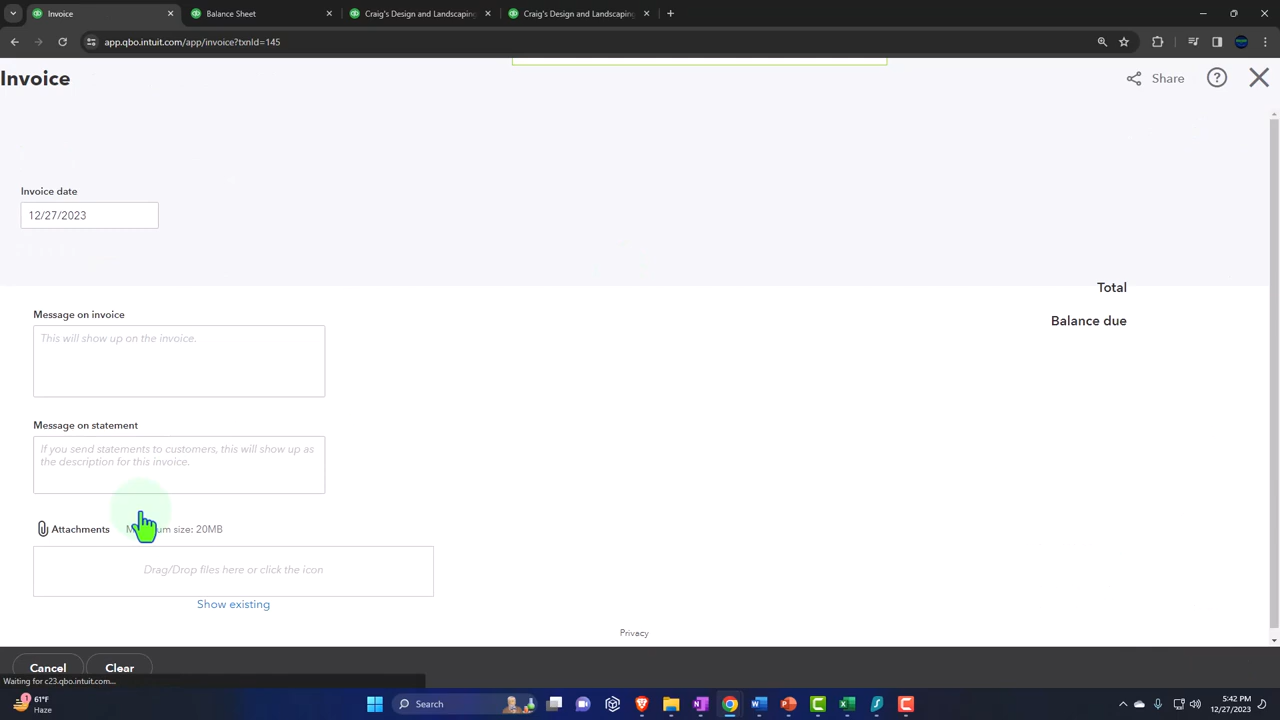 Invoice
Balance Sheet
Craig's Design and Landscaping
Craig's Design and Landscaping
app.qbo.intuit.com/app/invoice?txnId=145
Invoice
Share
Invoice date
12/27/2023
Total
Message on invoice
Balance due
This will show up on the invoice.
Message on statement
If you send statements to customers, this will show up as
the description for this invoice.
Attachments
size: 20MB
Drag/Drop files here or click the icon
Show existing
Privacy
Cancel
Clear
Waiting for c23.qbo.intuit.com...
1
61°F
Haze
Search
5:42 PM
12/27/2023